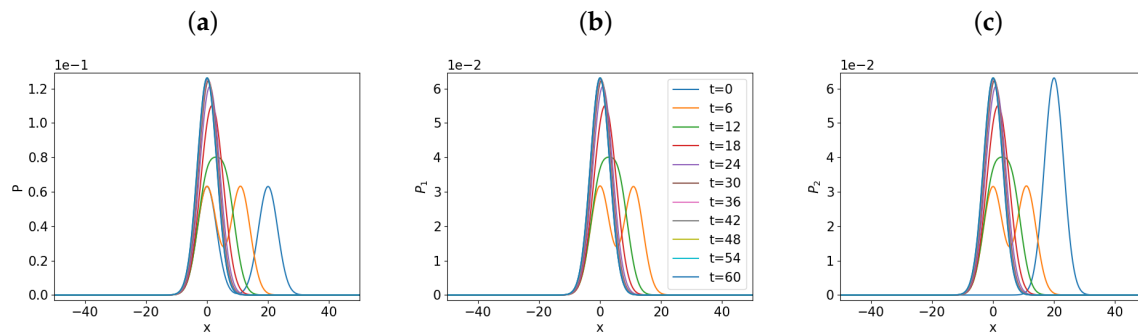 (a)
1e−1
1.2
1.0
0.8
0.6
0.4
0.2
0.0
P
−40 −20 0 20 40
x
(b)
1e−2
6
5
4
3
2
1
0
P1
−40 −20 0 20 40
x
t=0
t=6
t=12
t=18
t=24
t=30
t=36
t=42
t=48
t=54
t=60
(c)
1e−2
6
5
4
3
2
1
0
P2
−40 −20 0 20 40
x